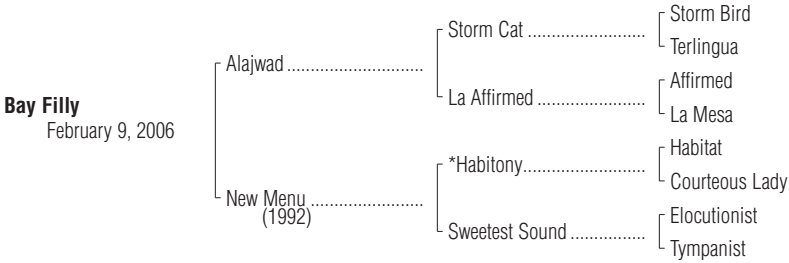 Storm Bird
Storm Cat ..........................
Terlingua
Alajwad ..............................
Affirmed
La Affirmed ........................
La Mesa
Bay Filly
February 9, 2006
Habitat
*Habitony...........................
Courteous Lady
New Menu .........................
(1992)
Elocutionist
Sweetest Sound .................
Tympanist